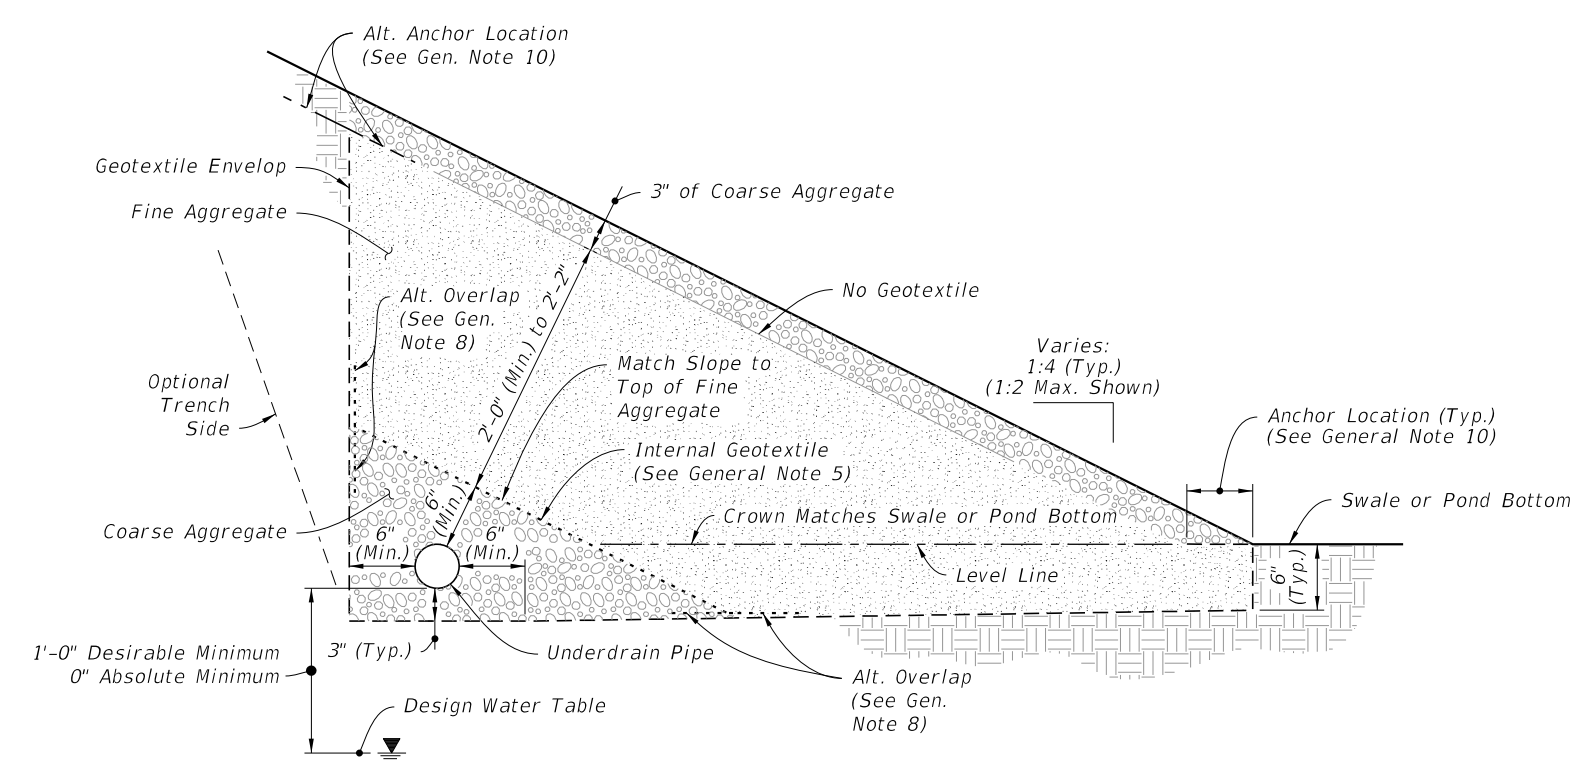 Alt. Anchor Location
(See Gen. Note 10)
Geotextile Envelop
Fine Aggregate
3" of Coarse Aggregate
No Geotextile
Alt. Overlap
(See Gen.
Note 8)
2'-0" (Min.) to 2'-2"
Match Slope to
Top of Fine
Aggregate
Varies:
1:4 (Typ.)
(1:2 Max. Shown)
Optional
Trench
Side
Anchor Location (Typ.)
(See General Note 10)
Internal Geotextile
(See General Note 5)
Swale or Pond Bottom
Crown Matches Swale or Pond Bottom
Coarse Aggregate
6"
(Min.)
6"
(Min.)
6"
(Min.)
Level Line
6"
(Typ.)
1'-0" Desirable Minimum
0" Absolute Minimum
3" (Typ.)
Underdrain Pipe
Alt. Overlap
(See Gen.
Note 8)
Design Water Table